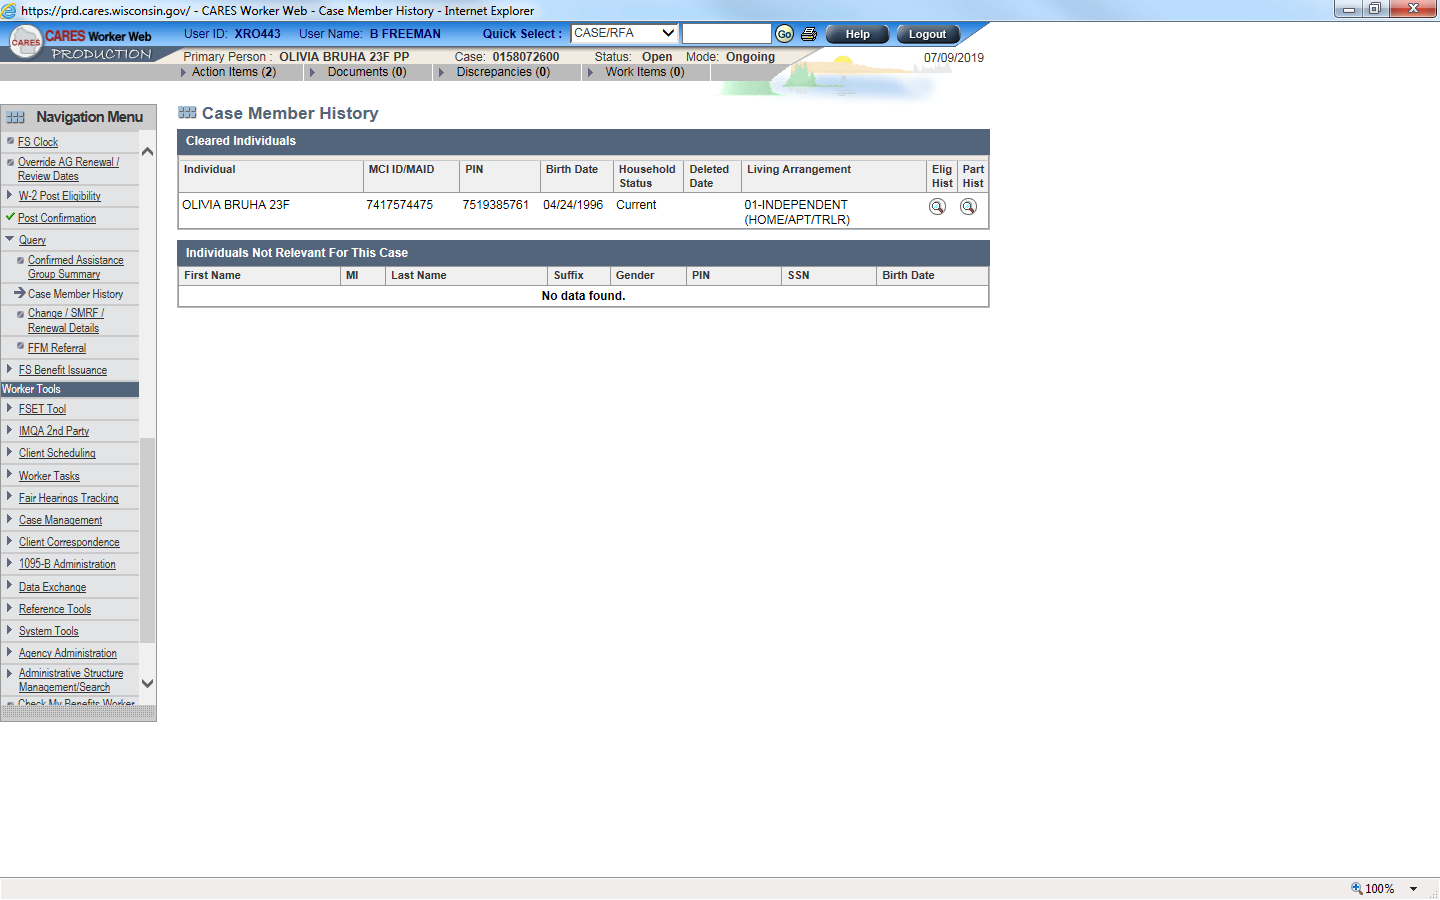 https://prd.cares.wisconsin.gov/ - CARES Worker Web - Case Member History - Internet Explorer
CARES CARES Worker Web
PRODUCTION
User ID: XRO443 User Name: B FREEMAN Quick Select : CASE/RFA Go Help Logout
Primary Person : OLIVIA BRUHA 23F PP Case: 0158072600 Status: Open Mode: Ongoing 07/09/2019
Action Items (2) Documents (0) Discrepancies (0) Work Items (0)
Navigation Menu
FS Clock
Override AG Renewal /
Review Dates
W-2 Post Eligibility
Post Confirmation
Query
Confirmed Assistance
Group Summary
Case Member History
Change / SMRF /
Renewal Details
FFM Referral
FS Benefit Issuance
Worker Tools
FSET Tool
IMQA 2nd Party
Client Scheduling
Worker Tasks
Fair Hearings Tracking
Case Management
Client Correspondence
1095-B Administration
Data Exchange
Reference Tools
System Tools
Agency Administration
Administrative Structure
Management/Search
Check My Benefits Worker
Case Member History
Cleared Individuals
Individual MCI ID/MAID PIN Birth Date Household Status Deleted Date Living Arrangement Elig Hist Part Hist
OLIVIA BRUHA 23F 7417574475 7519385761 04/24/1996 Current 01-INDEPENDENT
(HOME/APT/TRLR)
Individuals Not Relevant For This Case
First Name MI Last Name Suffix Gender PIN SSN Birth Date
No data found.
100%